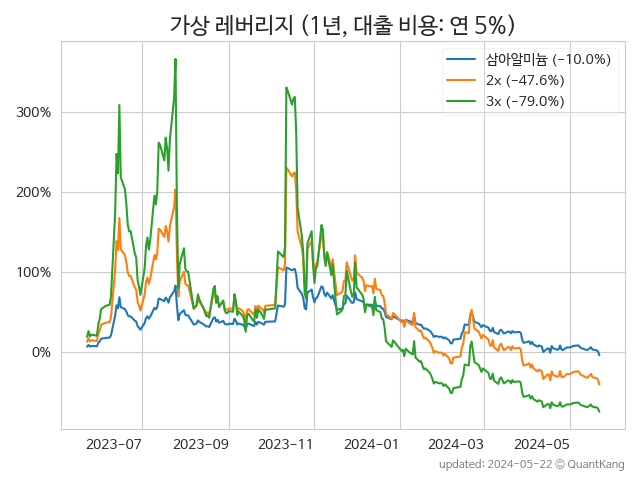 가상 레버리지 (1년, 대출 비용: 연 5%)
삼아알미늄 (-10.0%)
2x (-47.6%)
3x (-79.0%)
300%
200%
100%
0%
2023-07 2023-09 2023-11 2024-01 2024-03 2024-05
updated: 2024-05-22 © QuantKang